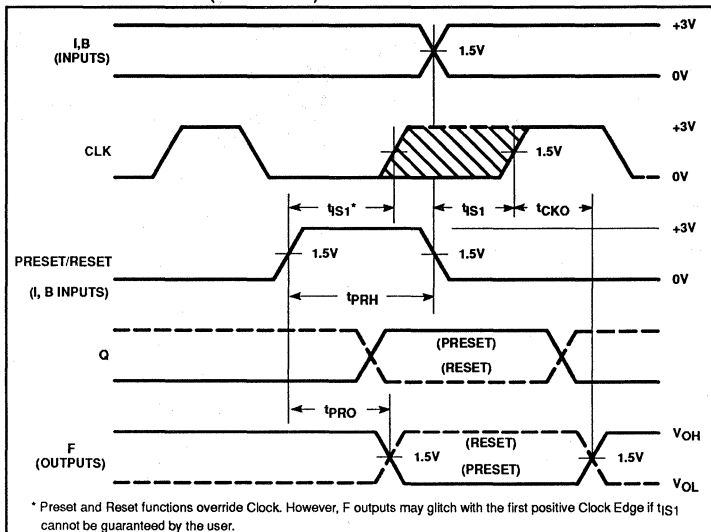 I,B
(INPUTS)
1.5V
+3V
0V
CLK
1.5V
+3V
0V
tIS1*
tIS1
tCKO
PRESET/RESET
(I, B INPUTS)
1.5V
1.5V
+3V
0V
tPRH
Q
(PRESET)
(RESET)
tPRO
F
(OUTPUTS)
1.5V
(RESET)
(PRESET)
1.5V
VOH
VOL
* Preset and Reset functions override Clock. However, F outputs may glitch with the first positive Clock Edge if tIS1
cannot be guaranteed by the user.